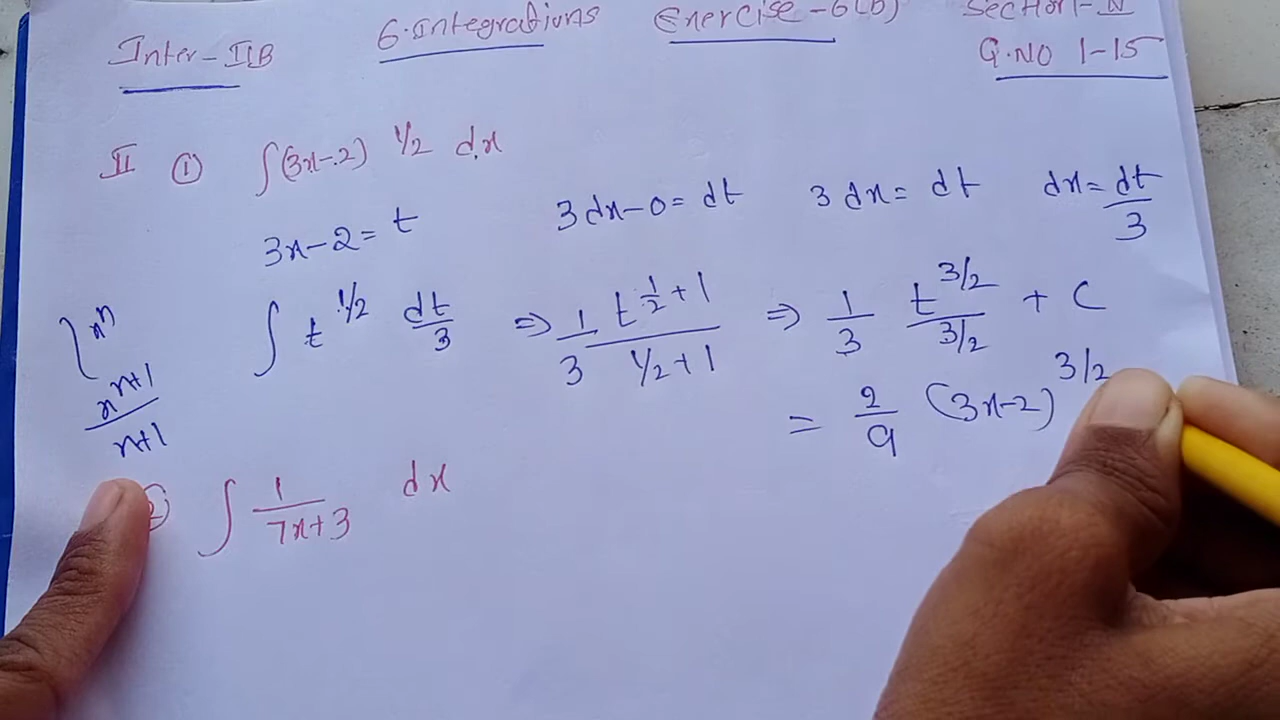 Inter-IIB 6.Integrations Exercise-6(b) Section-II
Q.NO 1-15
II ① ∫(3x-2)^{1/2} dx
3x-2=t 3dx-0=dt 3dx=dt dx=dt/3
∫x^n ∫ t^{1/2} dt/3 ⇒ 1/3 t^{1/2+1}/(1/2+1) ⇒ 1/3 t^{3/2}/(3/2) + C
x^{n+1}/(n+1) = 2/9 (3x-2)^{3/2}
② ∫ 1/(7x+3) dx